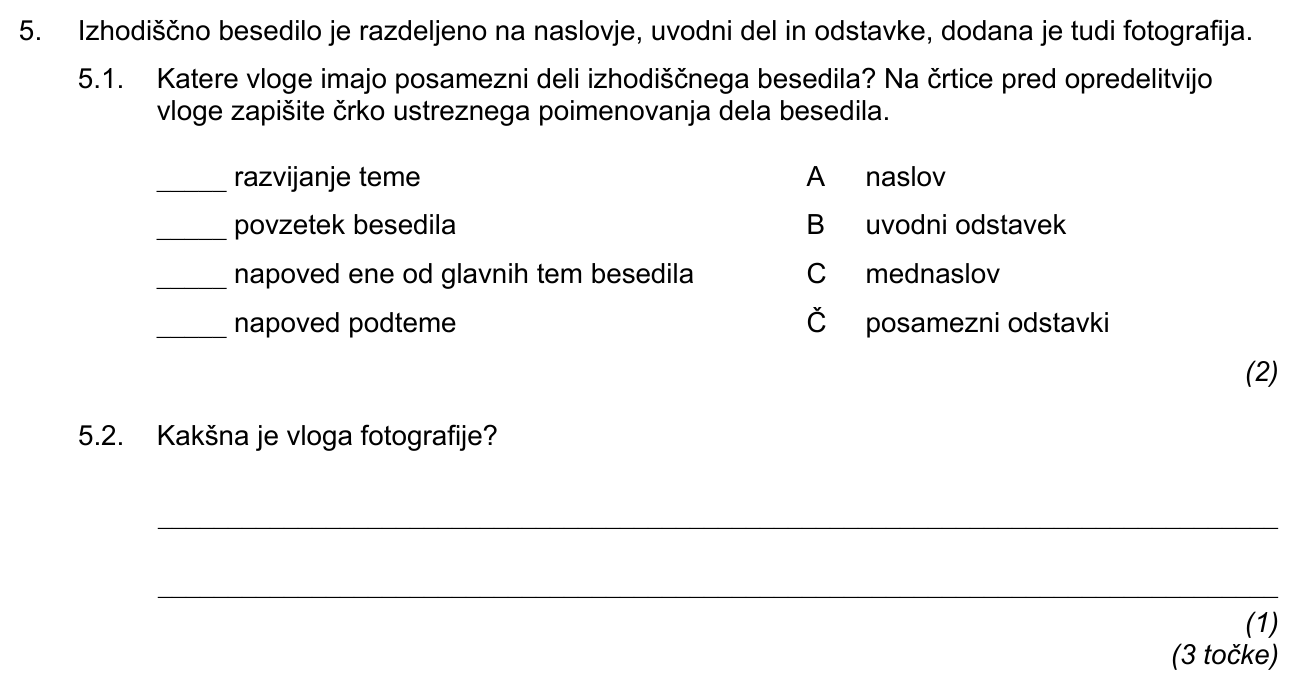 5. Izhodiščno besedilo je razdeljeno na naslovje, uvodni del in odstavke, dodana je tudi fotografija.
5.1. Katere vloge imajo posamezni deli izhodiščnega besedila? Na črtice pred opredelitvijo
vloge zapišite črko ustreznega poimenovanja dela besedila.
_____ razvijanje teme A naslov
_____ povzetek besedila B uvodni odstavek
_____ napoved ene od glavnih tem besedila C mednaslov
_____ napoved podteme Č posamezni odstavki
(2)
5.2. Kakšna je vloga fotografije?
(1)
(3 točke)